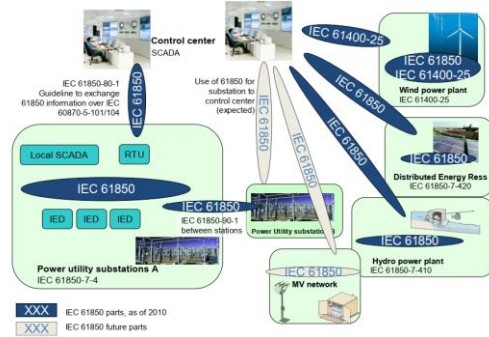 Control center
SCADA
IEC 61850-80-1
Guideline to exchange
61850 information over IEC
60870-5-101/104
IEC 61850
Use of 61850 for
substation to
control center
(expected)
IEC 61850
IEC 61850
IEC 61400-25
IEC 61850
IEC 61400-25
Wind power plant
IEC 61400-25
IEC 61850
IEC 61850
Distributed Energy Ress
IEC 61850-7-420
IEC 61850
IEC 61850
Hydro power plant
IEC 61850-7-410
Local SCADA
RTU
IEC 61850
IED
IED
IED
Power utility substations A
IEC 61850-7-4
IEC 61850
IEC 61850-90-1
between stations
IEC 61850
Power Utility substations B
IEC 61850
MV network
XXX
IEC 61850 parts, as of 2010
XXX
IEC 61850 future parts